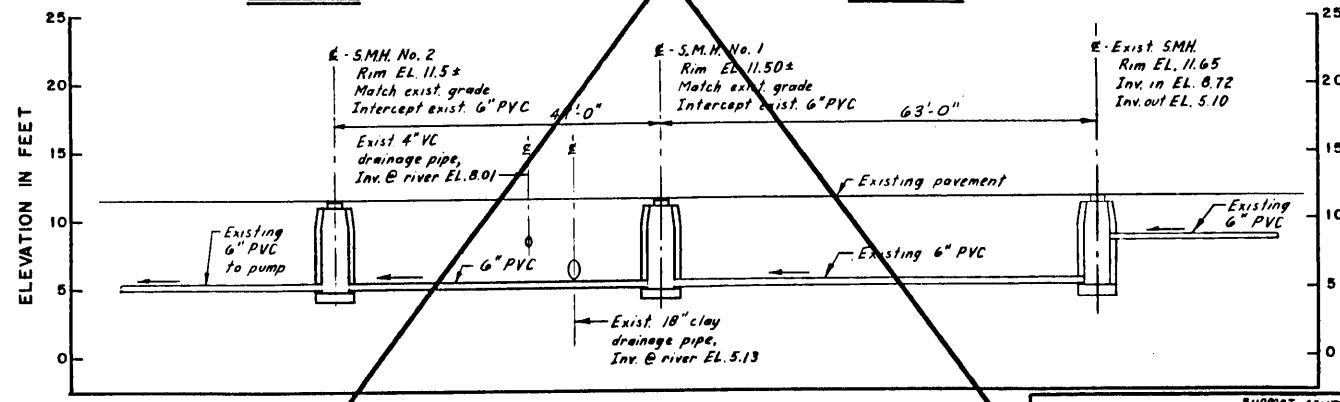 25
20
15
10
5
0
ELEVATION IN FEET
℄ - S.M.H. No. 2
Rim EL. 11.5 ±
Match exist. grade
Intercept exist. 6" PVC
℄ - S.M.H. No. 1
Rim EL. 11.50 ±
Match exist. grade
Intercept exist. 6" PVC
℄ - Exist. S.M.H.
Rim EL. 11.65
Inv. in EL. 8.72
Inv. out EL. 5.10
63'-0"
Exist. 4" VC
drainage pipe,
Inv. @ river EL. 8.01
℄
℄
Existing pavement
Existing
6" PVC
to pump
6" PVC
Existing 6" PVC
Existing
6" PVC
Exist. 18" clay
drainage pipe,
Inv. @ river EL. 5.13
25
20
15
10
5
0